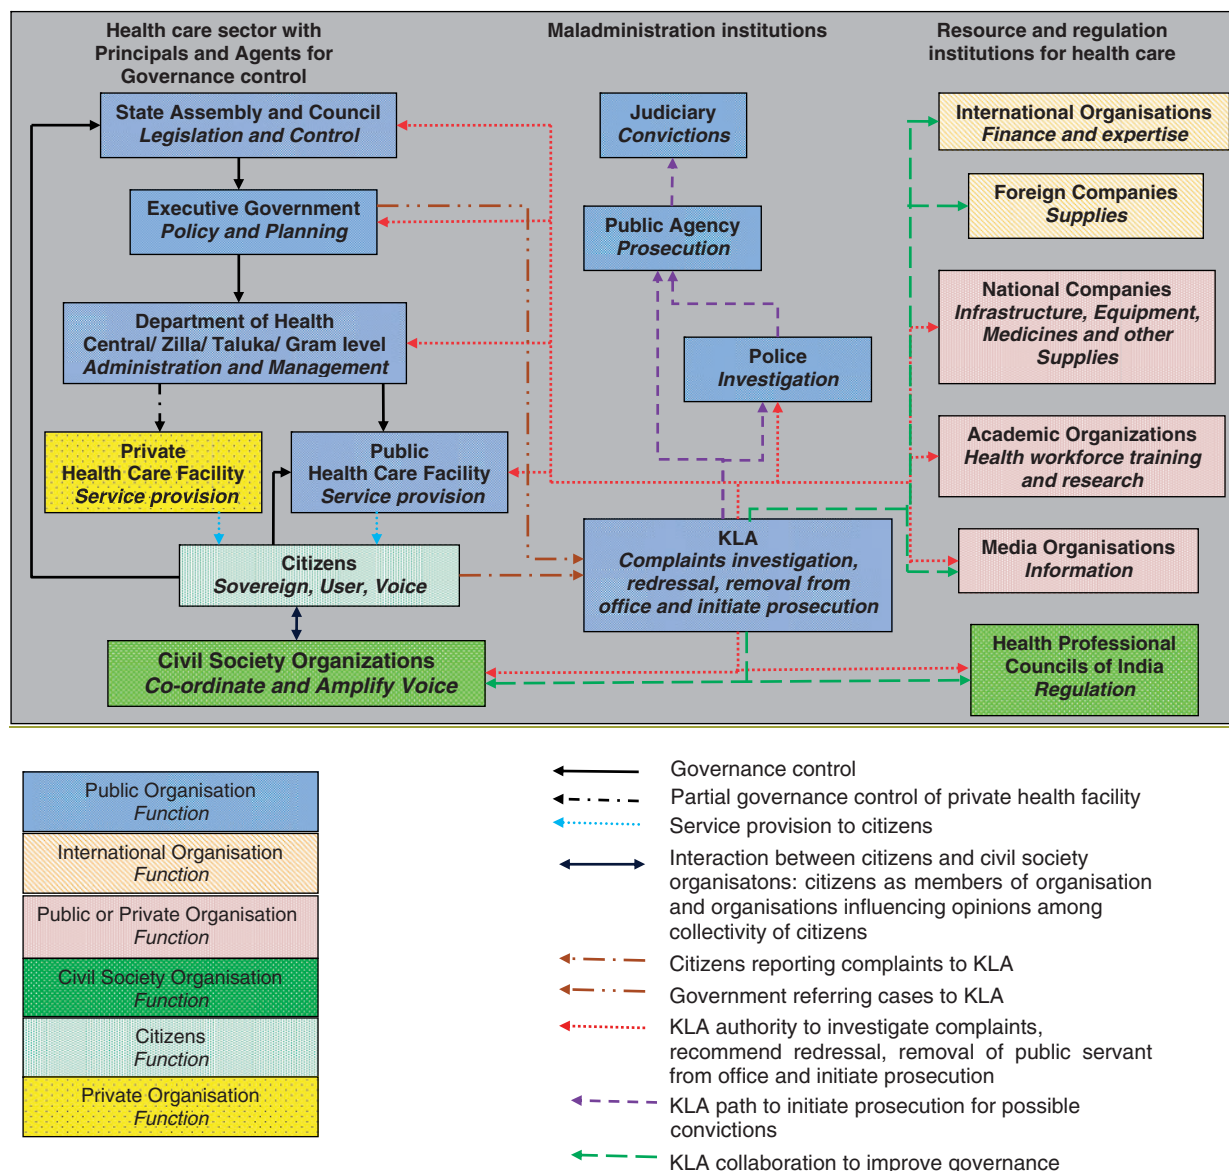 Health care sector with
Principals and Agents for
Governance control
Maladministration institutions
Resource and regulation
institutions for health care
State Assembly and Council
Legislation and Control
Executive Government
Policy and Planning
Department of Health
Central/ Zilla/ Taluka/ Gram level
Administration and Management
Private
Health Care Facility
Service provision
Public
Health Care Facility
Service provision
Citizens
Sovereign, User, Voice
Civil Society Organizations
Co-ordinate and Amplify Voice
Judiciary
Convictions
Public Agency
Prosecution
Police
Investigation
KLA
Complaints investigation,
redressal, removal from
office and initiate prosecution
International Organisations
Finance and expertise
Foreign Companies
Supplies
National Companies
Infrastructure, Equipment,
Medicines and other
Supplies
Academic Organizations
Health workforce training
and research
Media Organisations
Information
Health Professional
Councils of India
Regulation
Public Organisation
Function
International Organisation
Function
Public or Private Organisation
Function
Civil Society Organisation
Function
Citizens
Function
Private Organisation
Function
Governance control
Partial governance control of private health facility
Service provision to citizens
Interaction between citizens and civil society
organisatons: citizens as members of organisation
and organisations influencing opinions among
collectivity of citizens
Citizens reporting complaints to KLA
Government referring cases to KLA
KLA authority to investigate complaints,
recommend redressal, removal of public servant
from office and initiate prosecution
KLA path to initiate prosecution for possible
convictions
KLA collaboration to improve governance